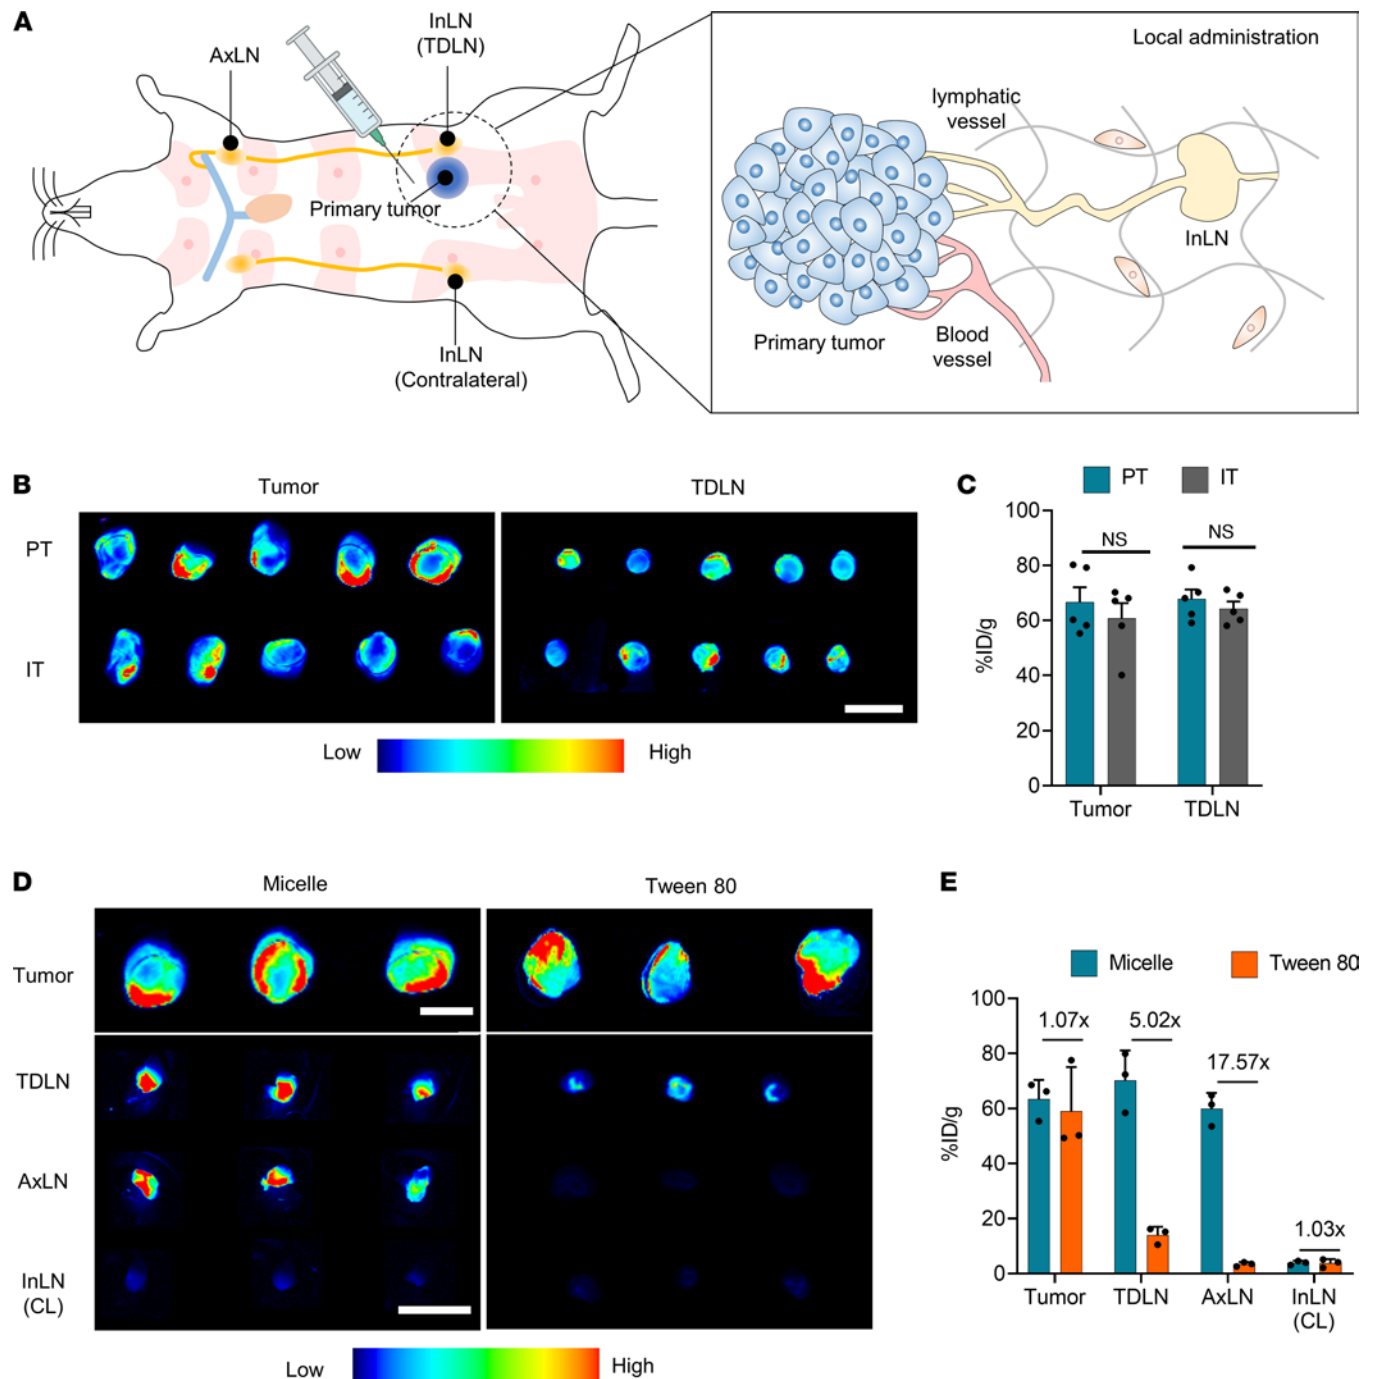 A
AxLN
InLN
(TDLN)
Primary tumor
InLN
(Contralateral)
Local administration
lymphatic
vessel
InLN
Primary tumor
Blood
vessel
B
Tumor
TDLN
PT
IT
Low
High
C
PT
IT
%ID/g
100
80
60
40
20
0
NS
NS
Tumor
TDLN
D
Micelle
Tween 80
Tumor
TDLN
AxLN
InLN
(CL)
Low
High
E
Micelle
Tween 80
%ID/g
100
80
60
40
20
0
1.07x
5.02x
17.57x
1.03x
Tumor
TDLN
AxLN
InLN
(CL)